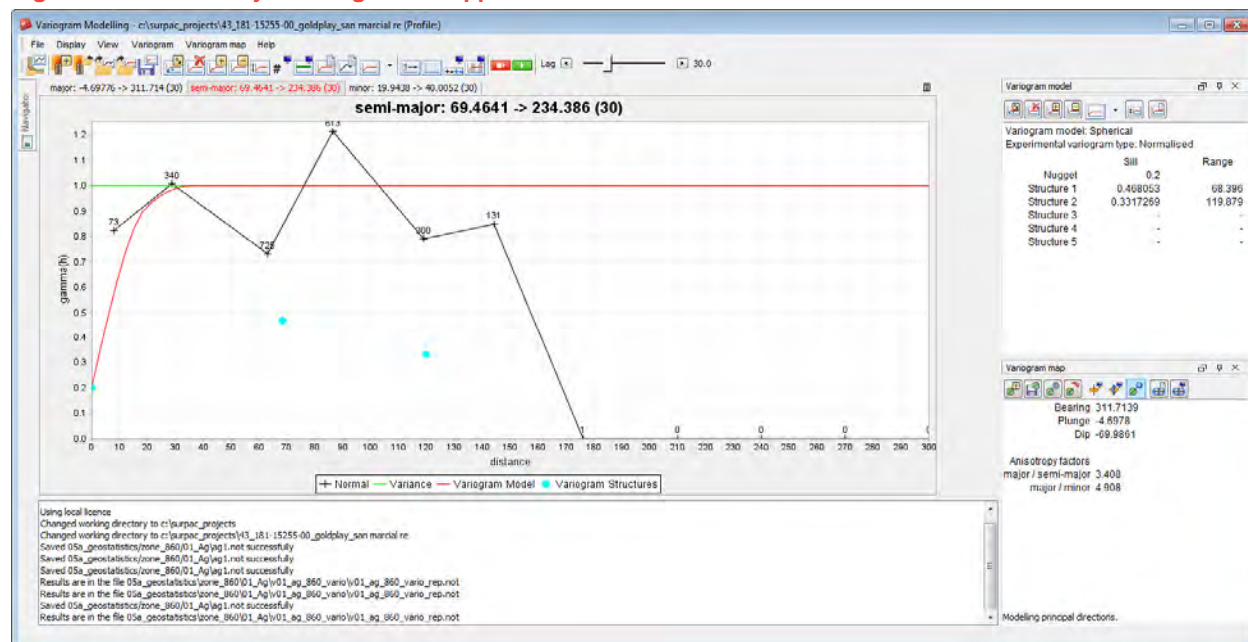 Variogram Modelling - c:\surpac_projects\43_181-15255-00_goldplay_san marcial re (Profile:)
File Display View Variogram Variogram map Help
Lag 30.0
Navigator
major: -4.69776 -> 311.714 (30) semi-major: 69.4641 -> 234.386 (30) minor: 19.9438 -> 40.0052 (30)
semi-major: 69.4641 -> 234.386 (30)
gamma(h)
1.2
1.1
1.0
0.9
0.8
0.7
0.6
0.5
0.4
0.3
0.2
0.1
0.0
73 340 725 613 300 131 1 0 0 0 0
0 10 20 30 40 50 60 70 80 90 100 110 120 130 140 150 160 170 180 190 200 210 220 230 240 250 260 270 280 290 300
distance
Normal Variance Variogram Model Variogram Structures
Variogram model
Variogram model: Spherical
Experimental variogram type: Normalised
Sill Range
Nugget 0.2
Structure 1 0.468053 68.396
Structure 2 0.3317269 119.879
Structure 3 - -
Structure 4 - -
Structure 5 - -
Variogram map
Bearing 311.7139
Plunge -4.6978
Dip -69.9861
Anisotropy factors
major / semi-major 3.408
major / minor 4.908
Modelling principal directions.
Using local licence
Changed working directory to c:\surpac_projects
Changed working directory to c:\surpac_projects\43_181-15255-00_goldplay_san marcial re
Saved 05a_geostatistics/zone_860/01_Ag\ag1.not successfully
Saved 05a_geostatistics/zone_860/01_Ag\ag1.not successfully
Saved 05a_geostatistics/zone_860/01_Ag\ag1.not successfully
Results are in the file 05a_geostatistics\zone_860\01_Ag\v01_ag_860_vario\v01_ag_860_vario_rep.not
Results are in the file 05a_geostatistics\zone_860\01_Ag\v01_ag_860_vario\v01_ag_860_vario_rep.not
Saved 05a_geostatistics/zone_860/01_Ag\ag1.not successfully
Results are in the file 05a_geostatistics\zone_860\01_Ag\v01_ag_860_vario\v01_ag_860_vario_rep.not